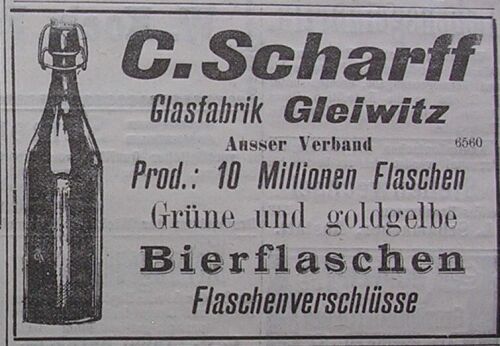 C. Scharff
Glasfabrik Gleiwitz
Ausser Verband 6560
Prod.: 10 Millionen Flaschen
Grüne und goldgelbe
Bierflaschen
Flaschenverschlüsse